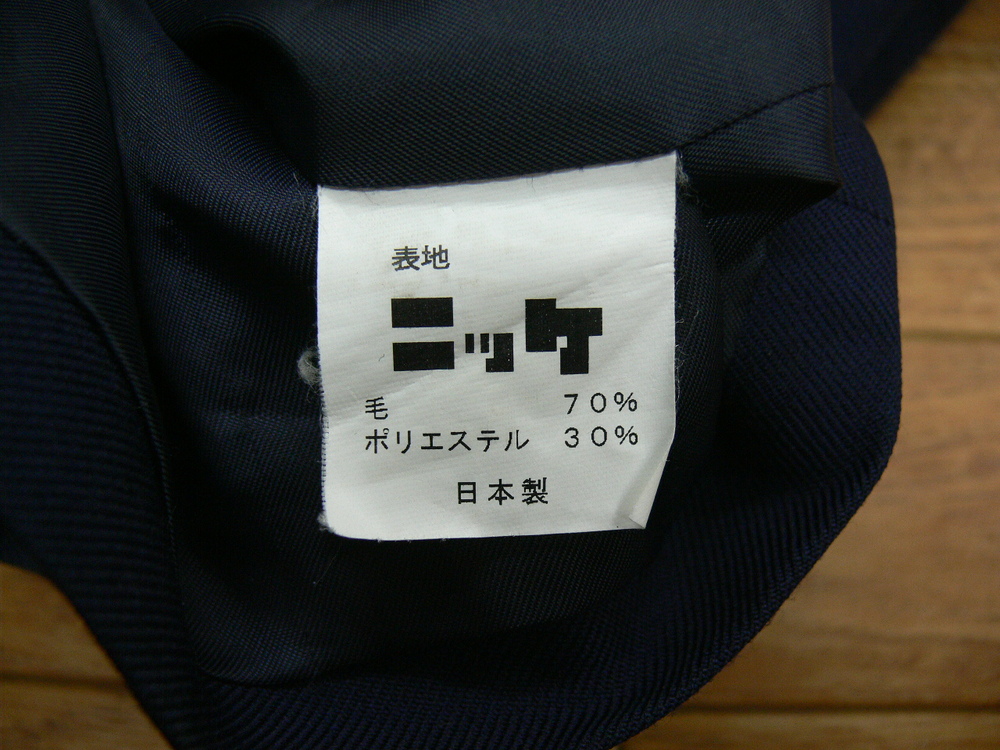 表地
ニッケ
毛 70%
ポリエステル 30%
日本製